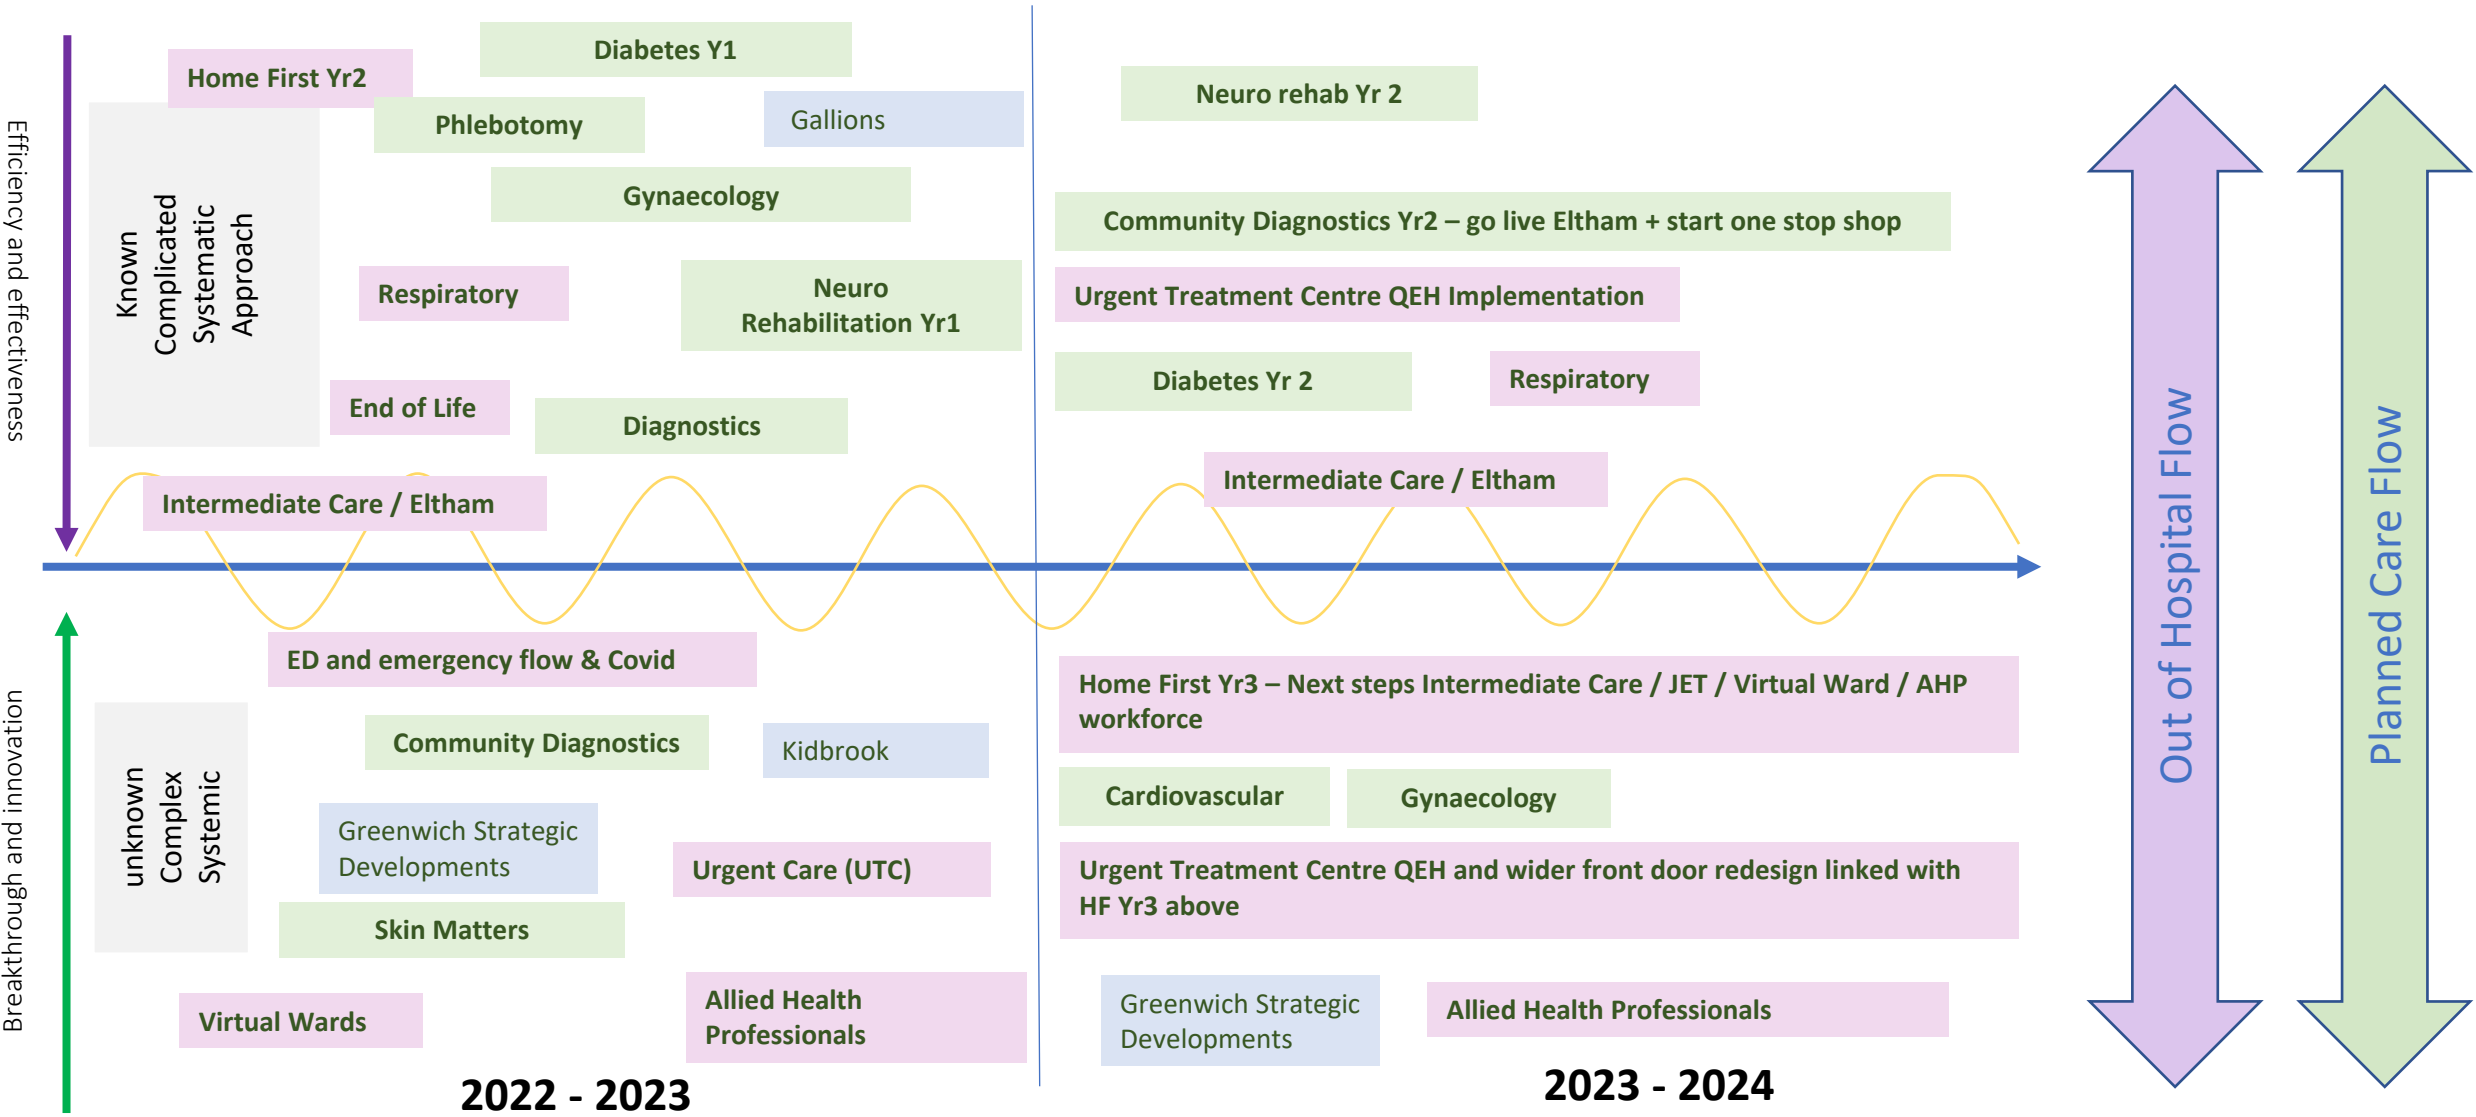 Efficiency and effectiveness
Known
Complicated
Systematic
Approach
Home First Yr2
Diabetes Y1
Phlebotomy
Gallions
Gynaecology
Respiratory
Neuro
Rehabilitation Yr1
End of Life
Diagnostics
Intermediate Care / Eltham
Neuro rehab Yr 2
Community Diagnostics Yr2 – go live Eltham + start one stop shop
Urgent Treatment Centre QEH Implementation
Diabetes Yr 2
Respiratory
Intermediate Care / Eltham
Breakthrough and innovation
unknown
Complex
Systemic
ED and emergency flow & Covid
Community Diagnostics
Kidbrook
Greenwich Strategic
Developments
Urgent Care (UTC)
Skin Matters
Virtual Wards
Allied Health
Professionals
2022 - 2023
Home First Yr3 – Next steps Intermediate Care / JET / Virtual Ward / AHP
workforce
Cardiovascular
Gynaecology
Urgent Treatment Centre QEH and wider front door redesign linked with
HF Yr3 above
Greenwich Strategic
Developments
Allied Health Professionals
2023 - 2024
Out of Hospital Flow
Planned Care Flow